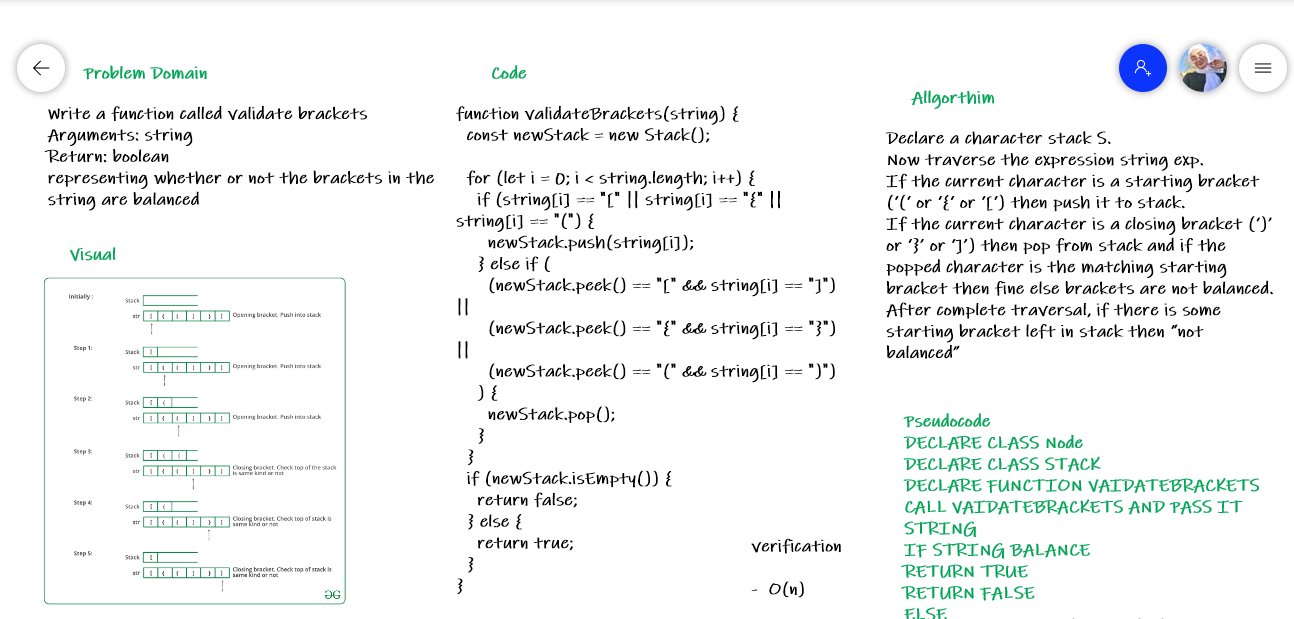 Problem Domain
Write a function called validate brackets
Arguments: string
Return: boolean
representing whether or not the brackets in the
string are balanced
Visual
Initially :
Stack
str [ { ( ) } ] Opening bracket. Push into stack
Step 1:
Stack [
str [ { ( ) } ] Opening bracket. Push into stack
Step 2:
Stack [ {
str [ { ( ) } ] Opening bracket. Push into stack
Step 3:
Stack [ { (
str [ { ( ) } ] Closing bracket. Check top of the stack
is same kind or not
Step 4:
Stack [ {
str [ { ( ) } ] Closing bracket. Check top of stack is
same kind or not
Step 5:
Stack [
str [ { ( ) } ] Closing bracket. Check top of stack is
same kind or not
Code
function validateBrackets(string) {
const newStack = new Stack();
for (let i = 0; i < string.length; i++) {
if (string[i] == "[" || string[i] == "{" ||
string[i] == "(") {
newStack.push(string[i]);
} else if (
(newStack.peek() == "[" && string[i] == "]")
||
(newStack.peek() == "{" && string[i] == "}")
||
(newStack.peek() == "(" && string[i] == ")")
) {
newStack.pop();
}
}
if (newStack.isEmpty()) {
return false;
} else {
return true;
}
}
verification
- O(n)
Allgorthim
Declare a character stack S.
Now traverse the expression string exp.
If the current character is a starting bracket
('(' or '{' or '[') then push it to stack.
If the current character is a closing bracket (')'
or '}' or ']') then pop from stack and if the
popped character is the matching starting
bracket then fine else brackets are not balanced.
After complete traversal, if there is some
starting bracket left in stack then "not
balanced"
Pseudocode
DECLARE CLASS Node
DECLARE CLASS STACK
DECLARE FUNCTION VAIDATEBRACKETS
CALL VAIDATEBRACKETS AND PASS IT
STRING
IF STRING BALANCE
RETURN TRUE
RETURN FALSE
ELSE